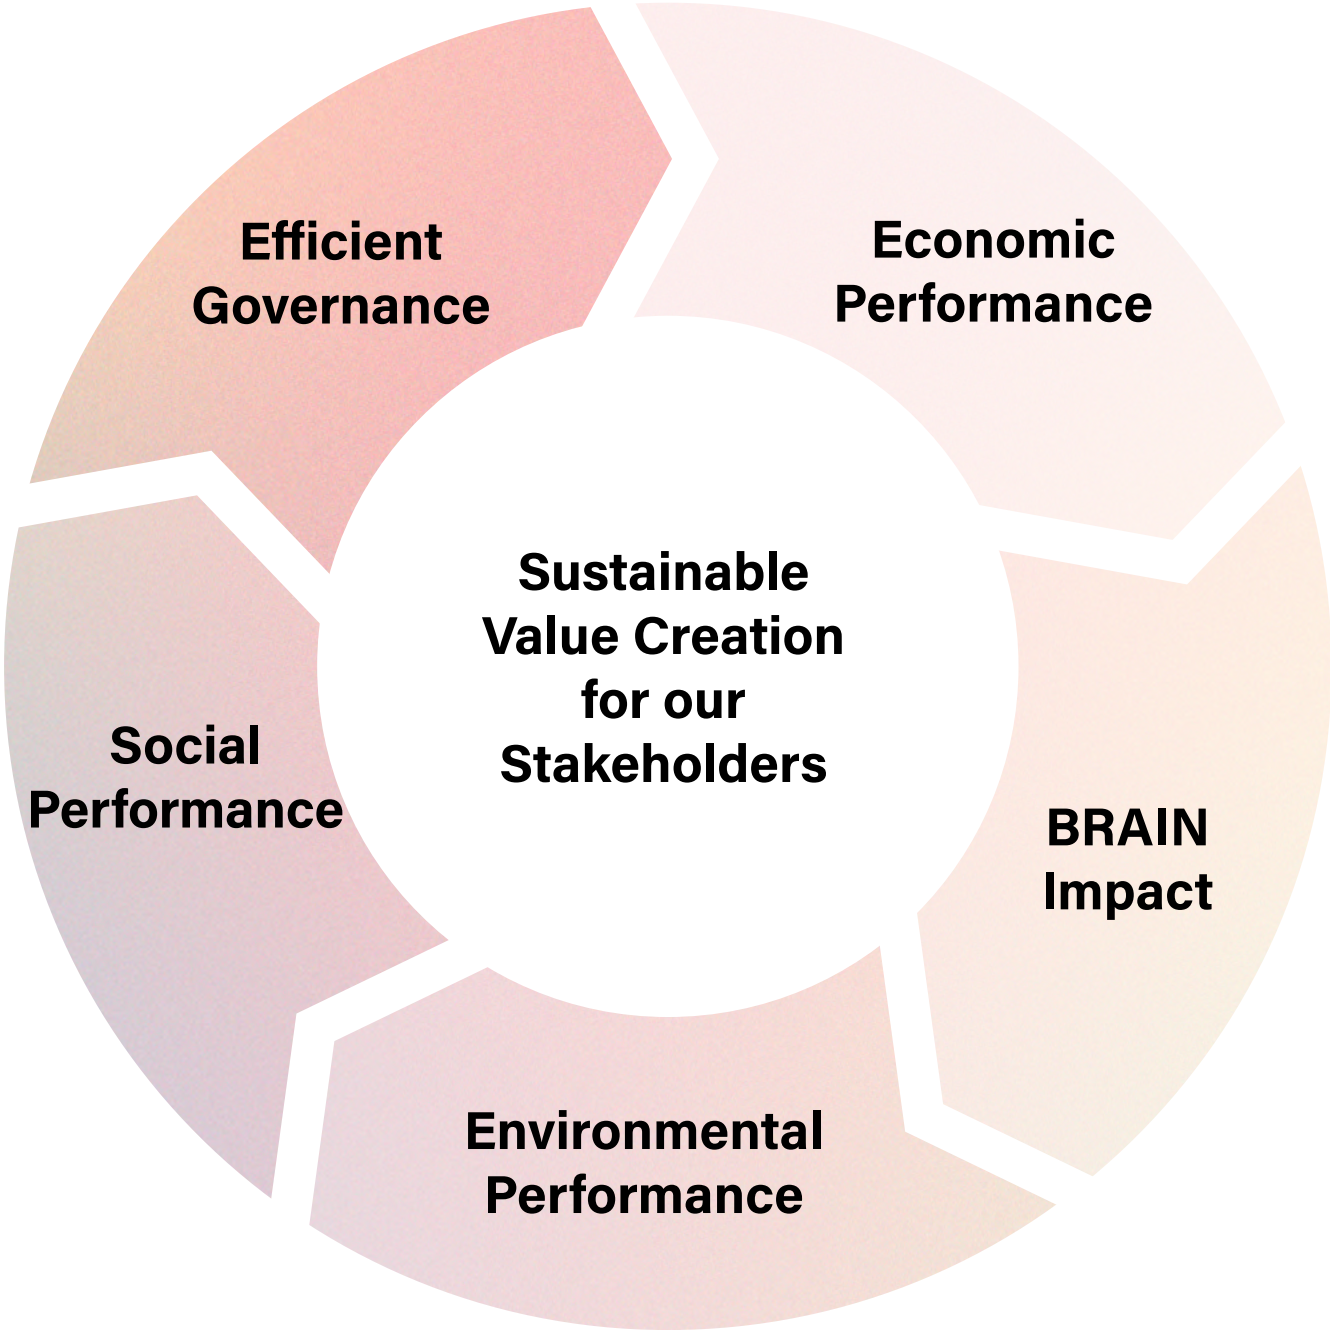 Efficient
Governance
Economic
Performance
Sustainable
Value Creation
for our
Stakeholders
Social
Performance
BRAIN
Impact
Environmental
Performance